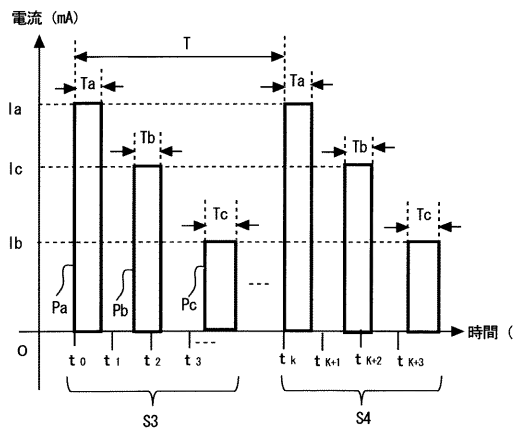 電流 (mA)
T
Ta
Ta
Ia
Tb
Tb
Ic
Tc
Tc
Ib
Pa
Pb
Pc
----
O
時間 (
t0
t1
t2
t3
----
tk
tK+1
tK+2
tK+3
S3
S4